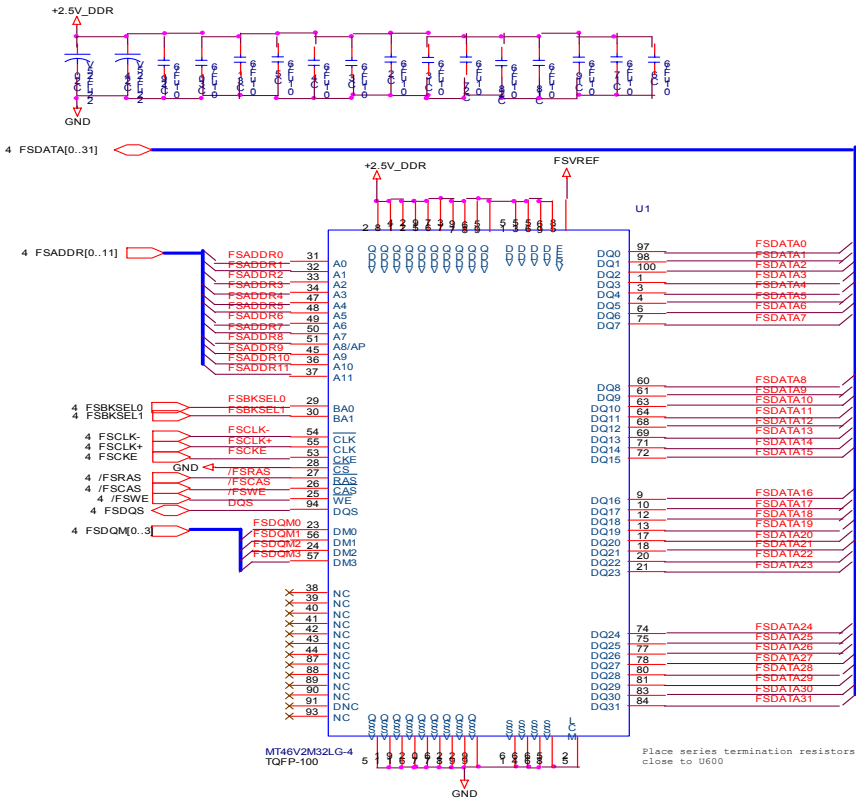 +2.5V_DDR
GND
4 FSDATA[0..31]
+2.5V_DDR
FSVREF
U1
4 FSADDR[0..11]
FSADDR0 31 A0
FSADDR1 32 A1
FSADDR2 33 A2
FSADDR3 34 A3
FSADDR4 47 A4
FSADDR5 48 A5
FSADDR6 49 A6
FSADDR7 50 A7
FSADDR8 51 A8/AP
FSADDR9 45 A9
FSADDR10 36 A10
FSADDR11 37 A11
DQ0 97 FSDATA0
DQ1 98 FSDATA1
DQ2 100 FSDATA2
DQ3 1 FSDATA3
DQ4 3 FSDATA4
DQ5 4 FSDATA5
DQ6 6 FSDATA6
DQ7 7 FSDATA7
DQ8 60 FSDATA8
DQ9 61 FSDATA9
DQ10 63 FSDATA10
DQ11 64 FSDATA11
DQ12 68 FSDATA12
DQ13 69 FSDATA13
DQ14 71 FSDATA14
DQ15 72 FSDATA15
4 FSBKSEL0 FSBKSEL0 29 BA0
4 FSBKSEL1 FSBKSEL1 30 BA1
4 FSCLK- FSCLK- 54 CLK
4 FSCLK+ FSCLK+ 55 CLK
4 FSCKE FSCKE 53 CKE
GND 28 CS
4 /FSRAS /FSRAS 27 RAS
4 /FSCAS /FSCAS 26 CAS
4 /FSWE /FSWE 25 WE
4 FSDQS DQS 94 DQS
4 FSDQM[0..3]
FSDQM0 23 DM0
FSDQM1 56 DM1
FSDQM2 24 DM2
FSDQM3 57 DM3
DQ16 9 FSDATA16
DQ17 10 FSDATA17
DQ18 12 FSDATA18
DQ19 13 FSDATA19
DQ20 17 FSDATA20
DQ21 18 FSDATA21
DQ22 20 FSDATA22
DQ23 21 FSDATA23
38 NC
39 NC
40 NC
41 NC
42 NC
43 NC
44 NC
87 NC
88 NC
89 NC
90 NC
91 DNC
93 NC
DQ24 74 FSDATA24
DQ25 75 FSDATA25
DQ26 77 FSDATA26
DQ27 78 FSDATA27
DQ28 80 FSDATA28
DQ29 81 FSDATA29
DQ30 83 FSDATA30
DQ31 84 FSDATA31
MT46V2M32LG-4
TQFP-100
GND
Place series termination resistors
close to U600